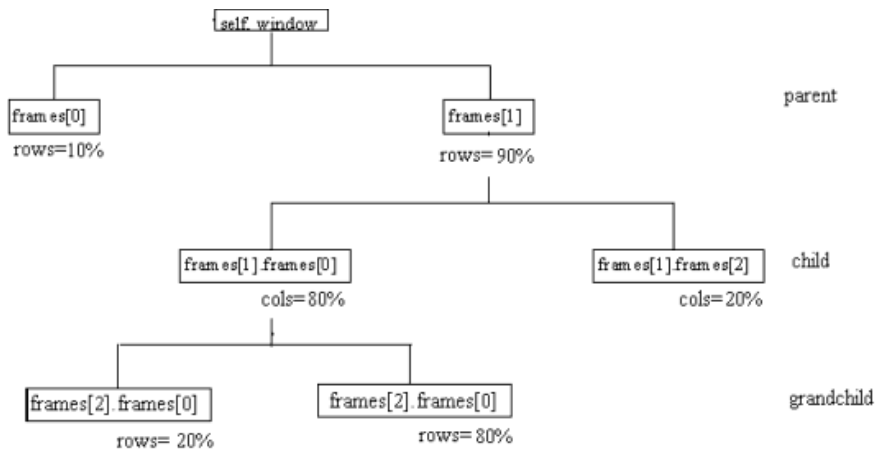 self. window
frames[0]
frames[1]
parent
rows=10%
rows=90%
frames[1].frames[0]
frames[1].frames[2]
child
cols=80%
cols=20%
frames[2].frames[0]
frames[2].frames[0]
grandchild
rows= 20%
rows=80%